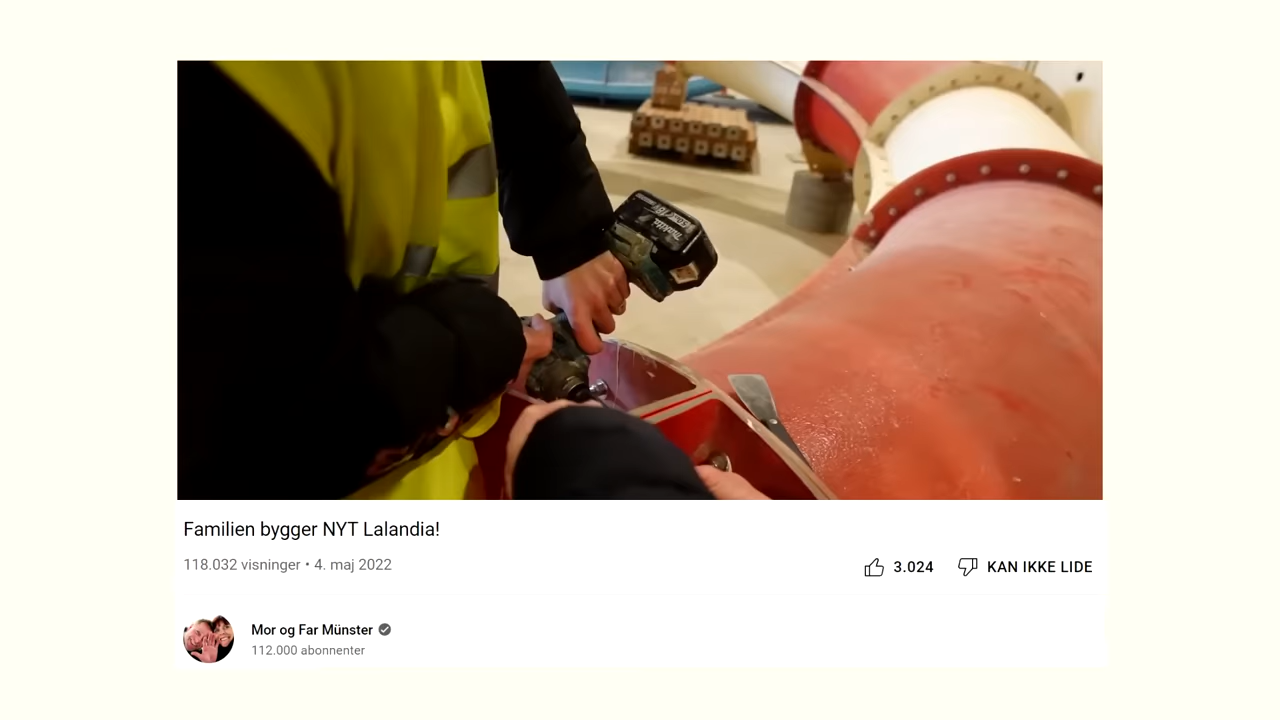 makita
Familien bygger NYT Lalandia!
118.032 visninger • 4. maj 2022
3.024 KAN IKKE LIDE
Mor og Far Münster
112.000 abonnenter